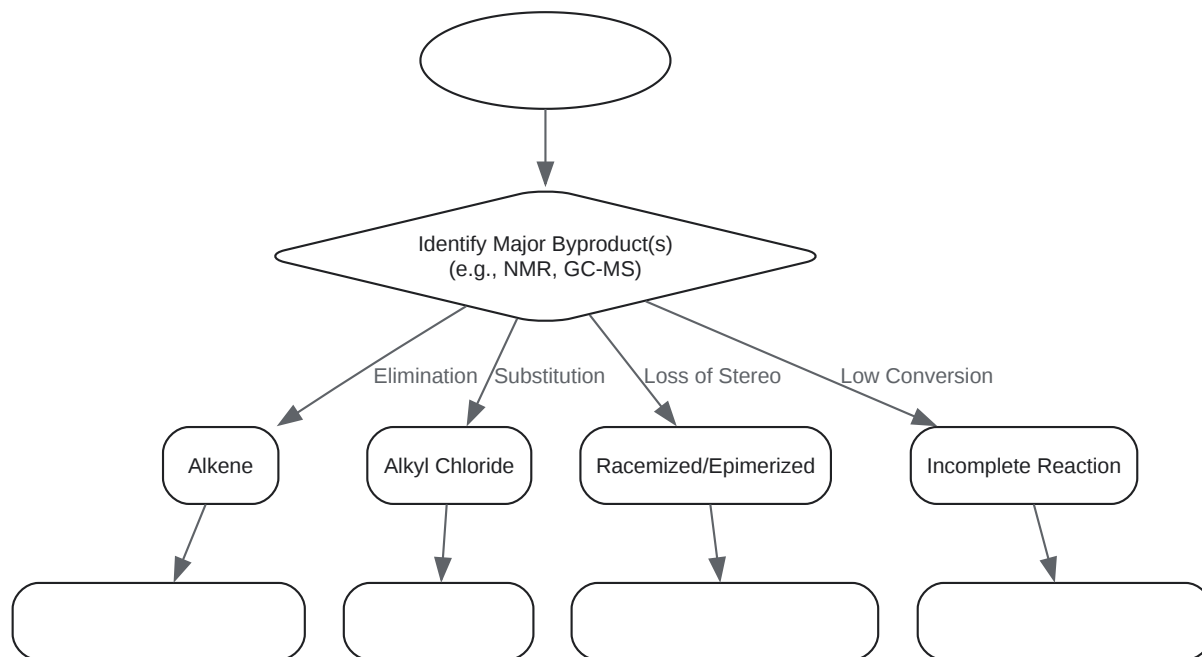 Identify Major Byproduct(s)
(e.g., NMR, GC-MS)
Elimination
Substitution
Loss of Stereo
Low Conversion
Alkene
Alkyl Chloride
Racemized/Epimerized
Incomplete Reaction